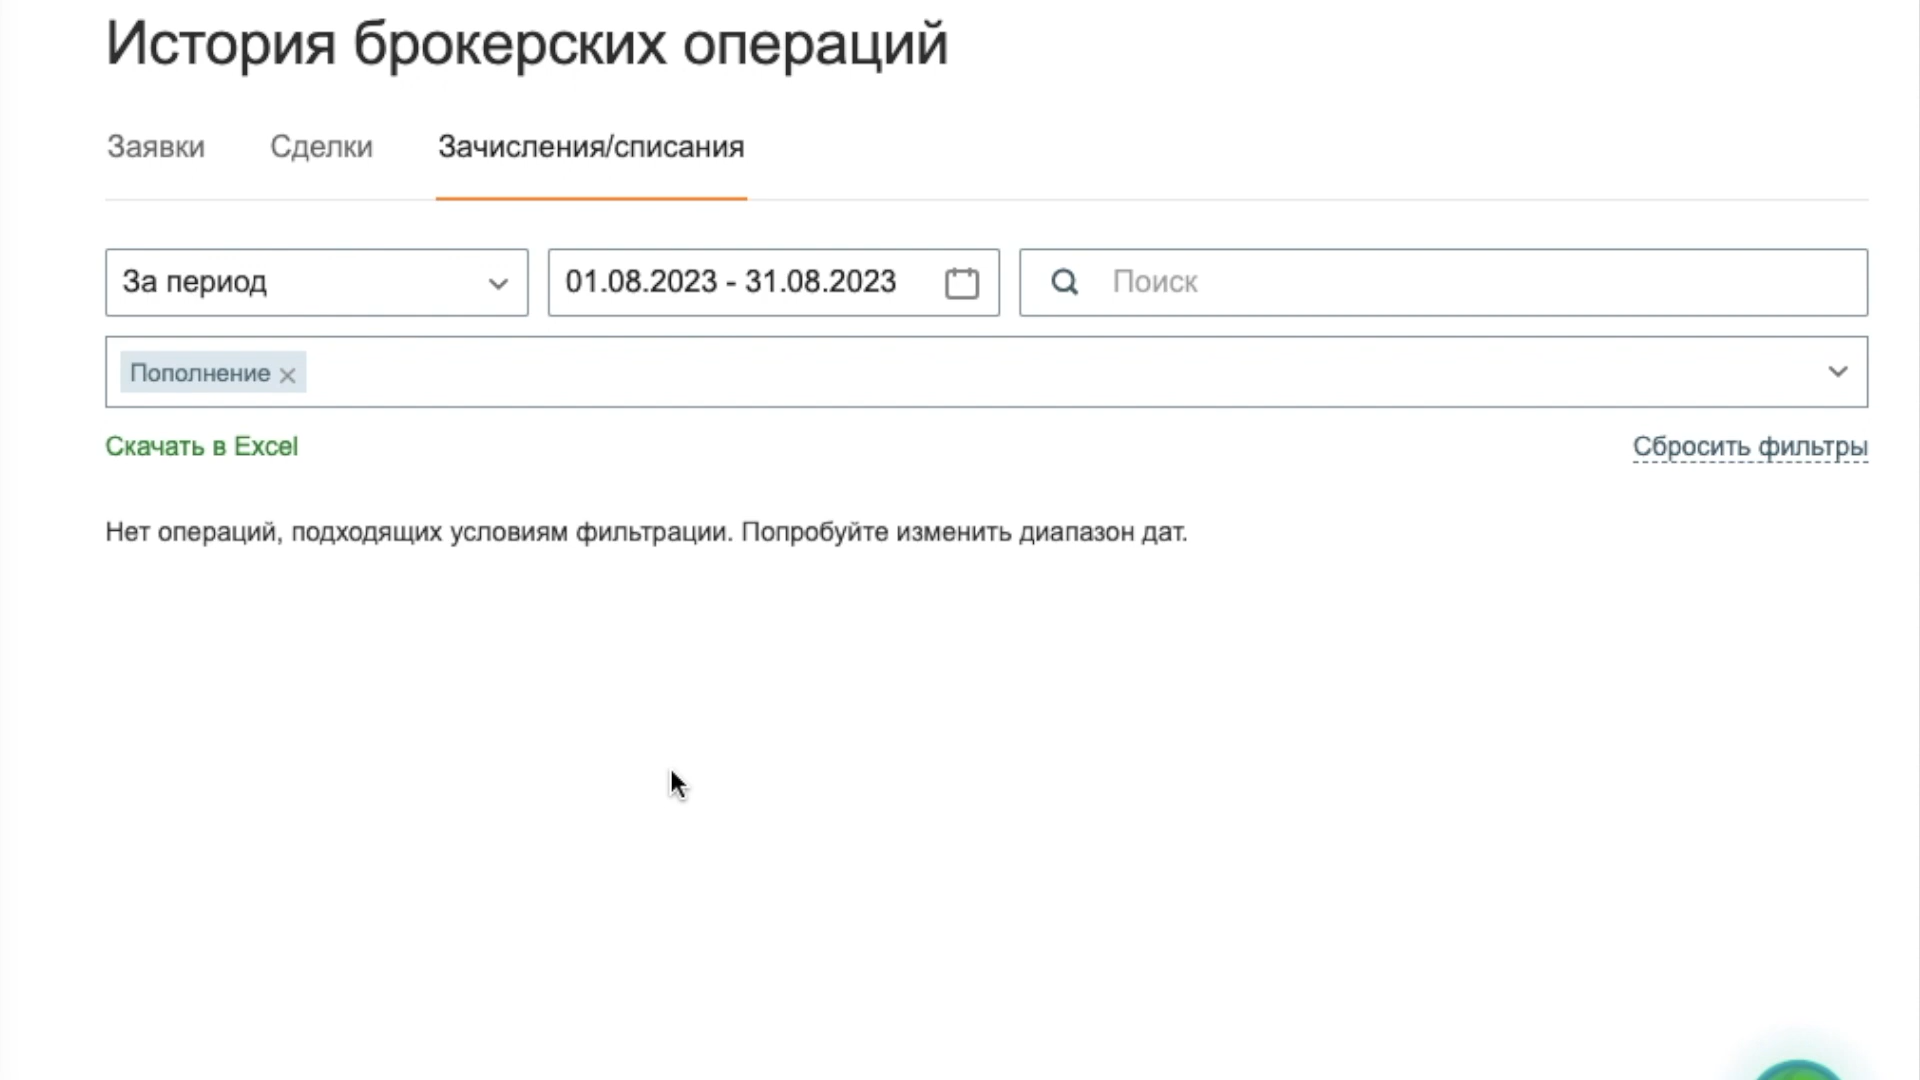 История брокерских операций
Заявки Сделки Зачисления/списания
За период 01.08.2023 - 31.08.2023 Поиск
Пополнение
Скачать в Excel Сбросить фильтры
Нет операций, подходящих условиям фильтрации. Попробуйте изменить диапазон дат.